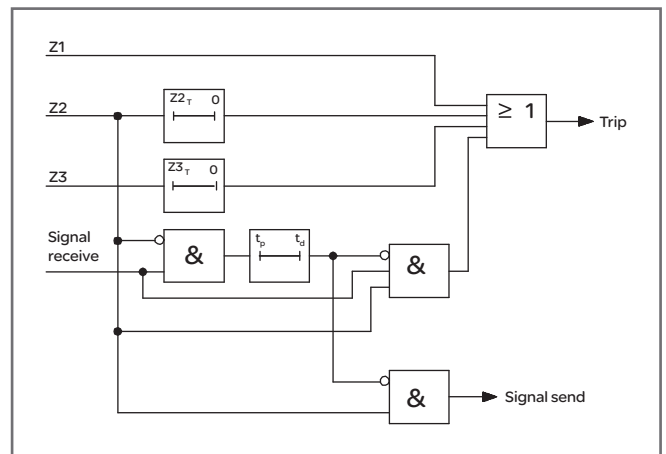 Z1
Z2
Z2T 0
≥ 1
Trip
Z3
Z3T 0
Signal
receive
&
tp td
&
&
Signal send